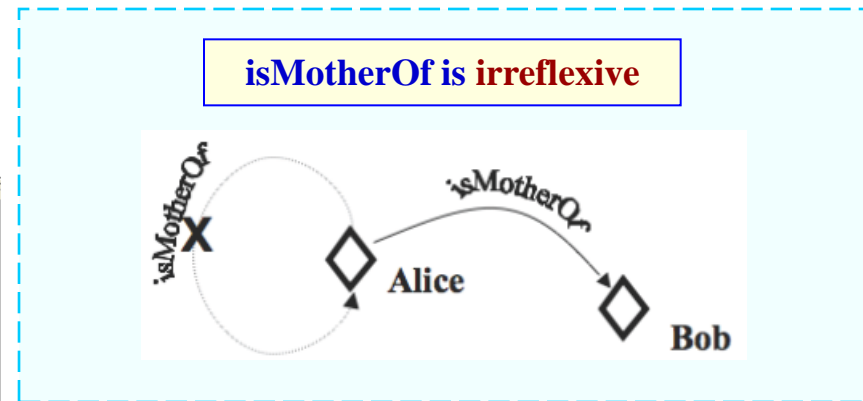 isMotherOf is irreflexive
isMotherOf
X
isMotherOf
Alice
Bob